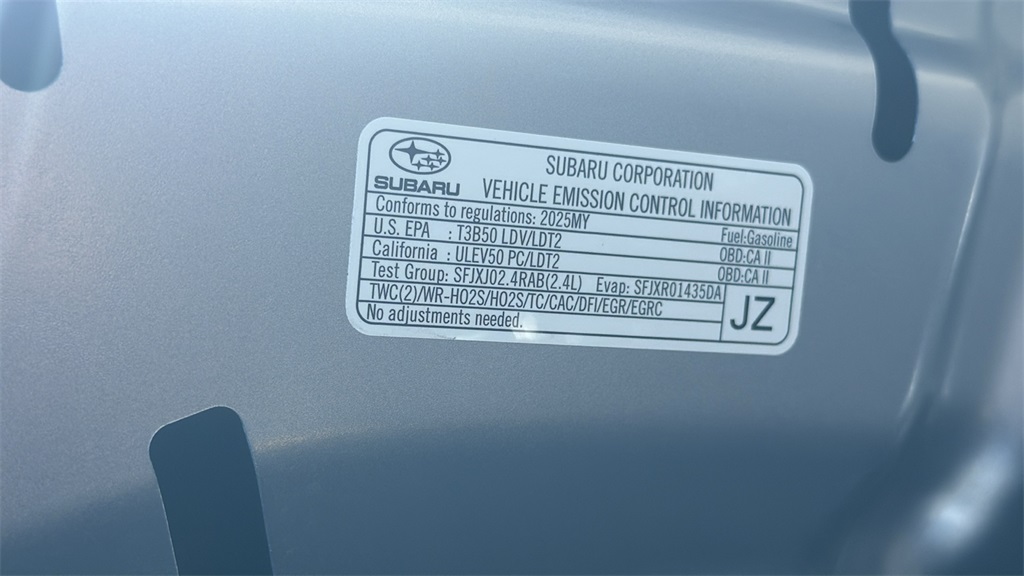 SUBARU
SUBARU CORPORATION
VEHICLE EMISSION CONTROL INFORMATION
Conforms to regulations: 2025MY
Fuel:Gasoline
U.S. EPA : T3B50 LDV/LDT2
OBD:CA II
California : ULEV50 PC/LDT2
OBD:CA II
Test Group: SFJXJ02.4RAB(2.4L) Evap: SFJXR01435DA
TWC(2)/WR-HO2S/HO2S/TC/CAC/DFI/EGR/EGRC
No adjustments needed.
JZ